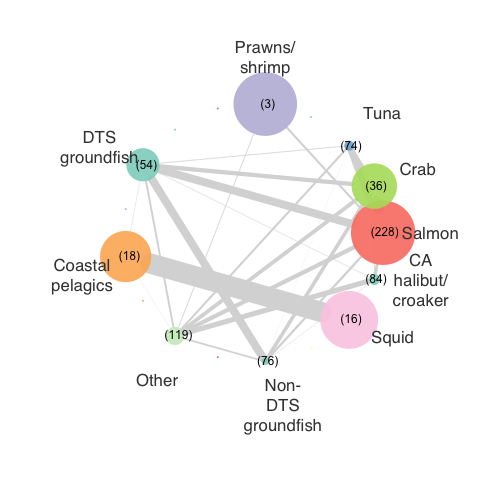 Prawns/
shrimp
(3)
Tuna
(74)
DTS
groundfish
(54)
Crab
(36)
Salmon
(228)
CA
halibut/
croaker
(84)
Coastal
pelagics
(18)
Squid
(16)
Other
(119)
(76)
Non-
DTS
groundfish